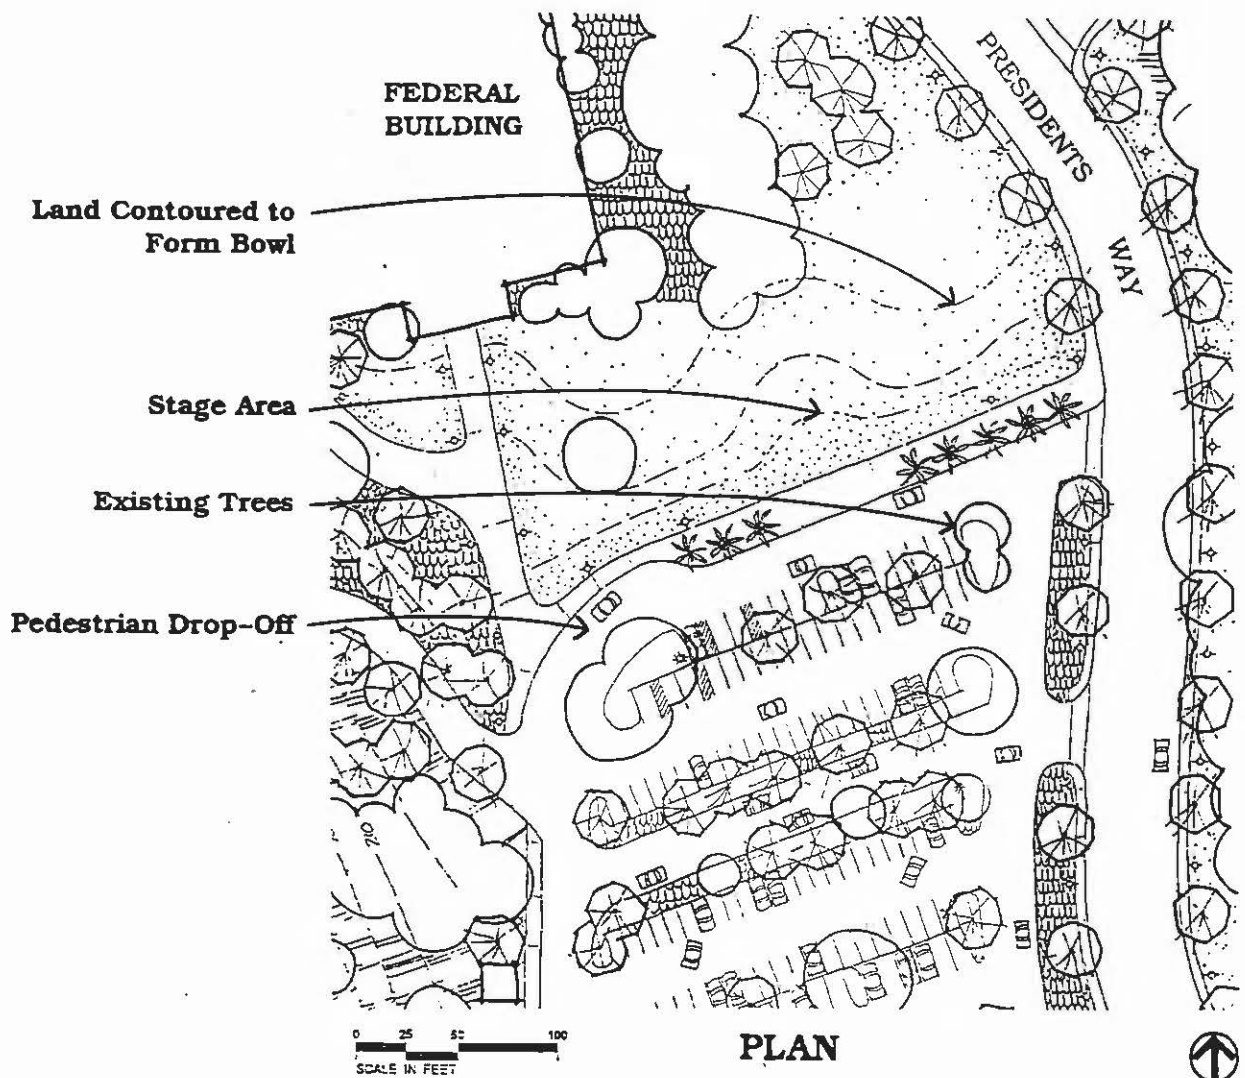 FEDERAL
BUILDING
PRESIDENTS
WAY
Land Contoured to
Form Bowl
Stage Area
Existing Trees
Pedestrian Drop-Off
210
0 25 50 100
SCALE IN FEET
PLAN